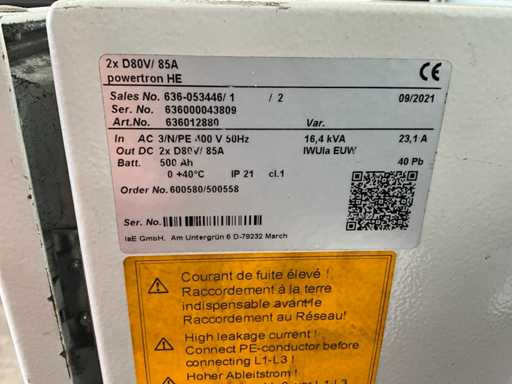 2x D80V/ 85A
powertron HE
CE
Sales No. 636-053446/ 1 / 2 09/2021
Ser. No. 636000043809
Art.No. 636012880 Var.
In AC 3/N/PE 400 V 50Hz 16,4 kVA 23,1 A
Out DC 2x D80V/ 85A IWUIa EUW
Batt. 500 Ah 40 Pb
0 +40°C IP 21 cl.1
Order No.600580/500558
Ser. No.
IaE GmbH, Am Untergrün 6 D-79232 March
Courant de fuite élevé !
Raccordement à la terre
indispensable avant le
Raccordement au Réseau!
High leakage current !
Connect PE-conductor before
connecting L1-L3 !
Hoher Ableitstrom !